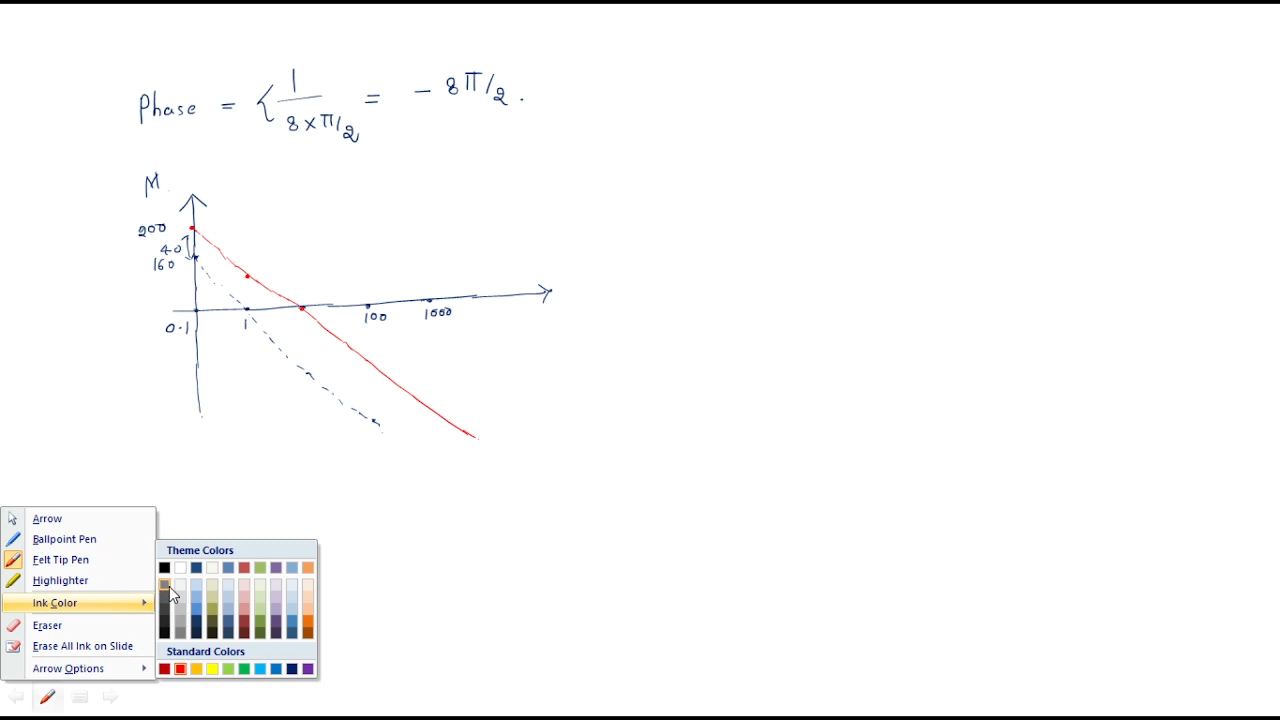 Phase = ∠ 1 / 8×π/2 = - 8π/2 .
M
200
40
160
0.1 1 100 1000
Arrow
Ballpoint Pen
Felt Tip Pen
Highlighter
Ink Color
Eraser
Erase All Ink on Slide
Arrow Options
Theme Colors
Standard Colors